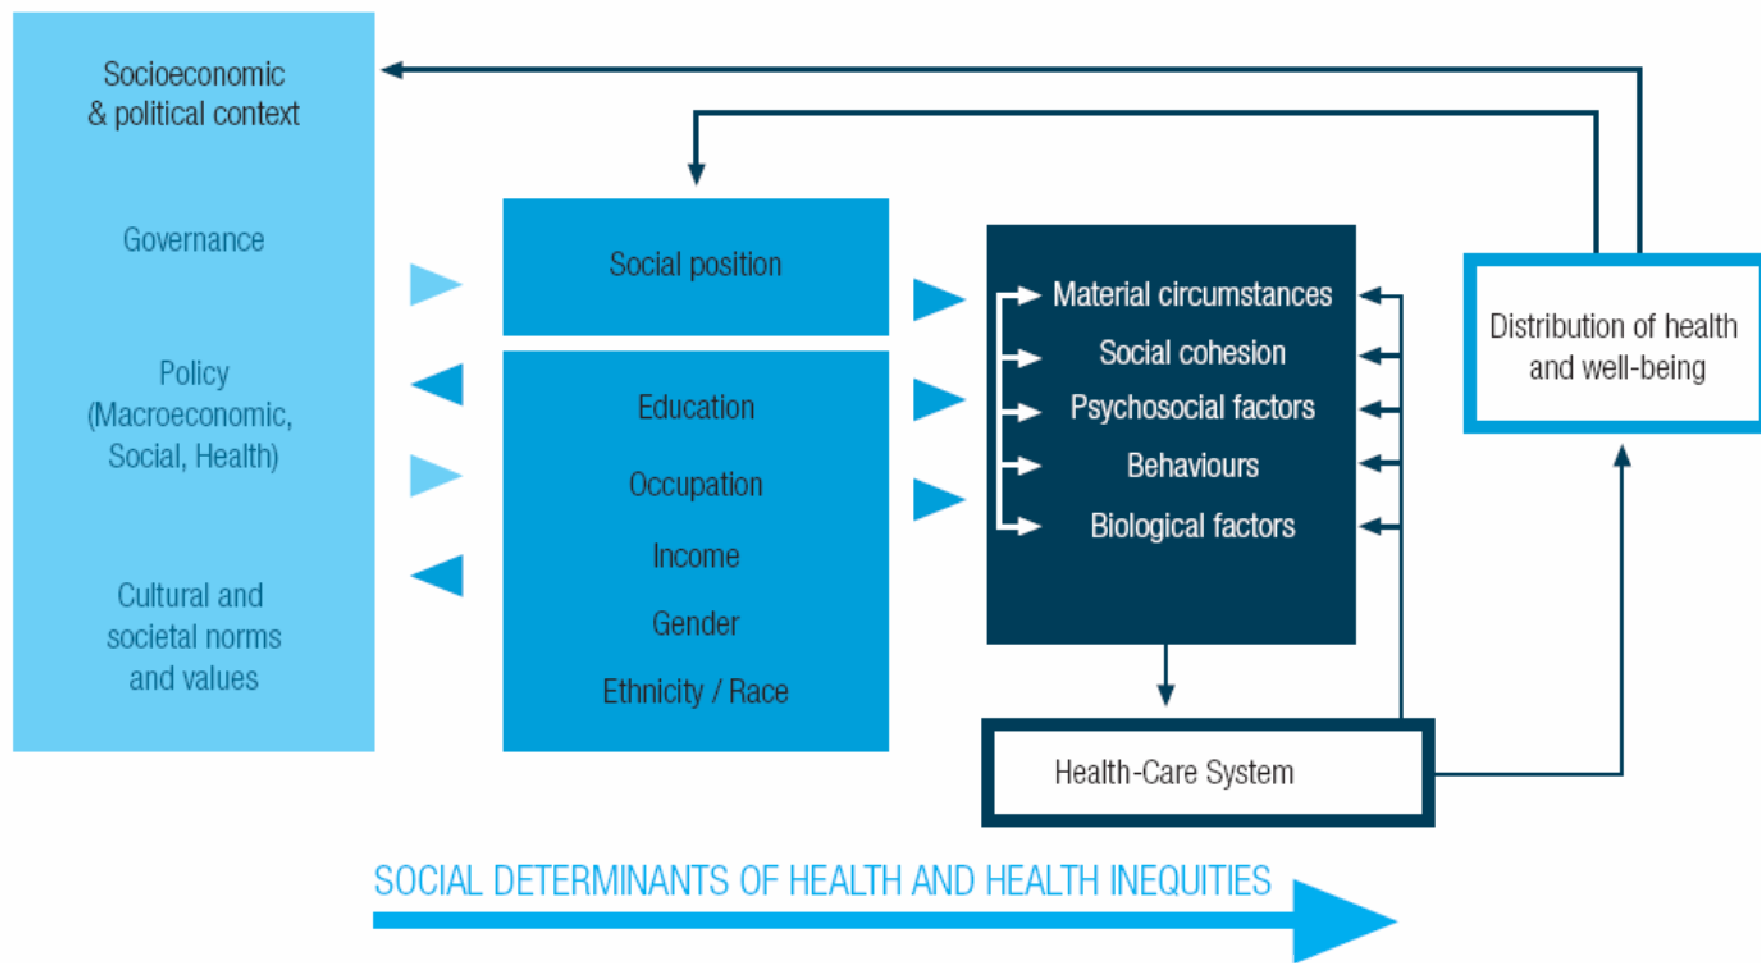 Socioeconomic
& political context
Governance
Policy
(Macroeconomic,
Social, Health)
Cultural and
societal norms
and values
Social position
Education
Occupation
Income
Gender
Ethnicity / Race
Material circumstances
Social cohesion
Psychosocial factors
Behaviours
Biological factors
Health-Care System
Distribution of health
and well-being
SOCIAL DETERMINANTS OF HEALTH AND HEALTH INEQUITIES